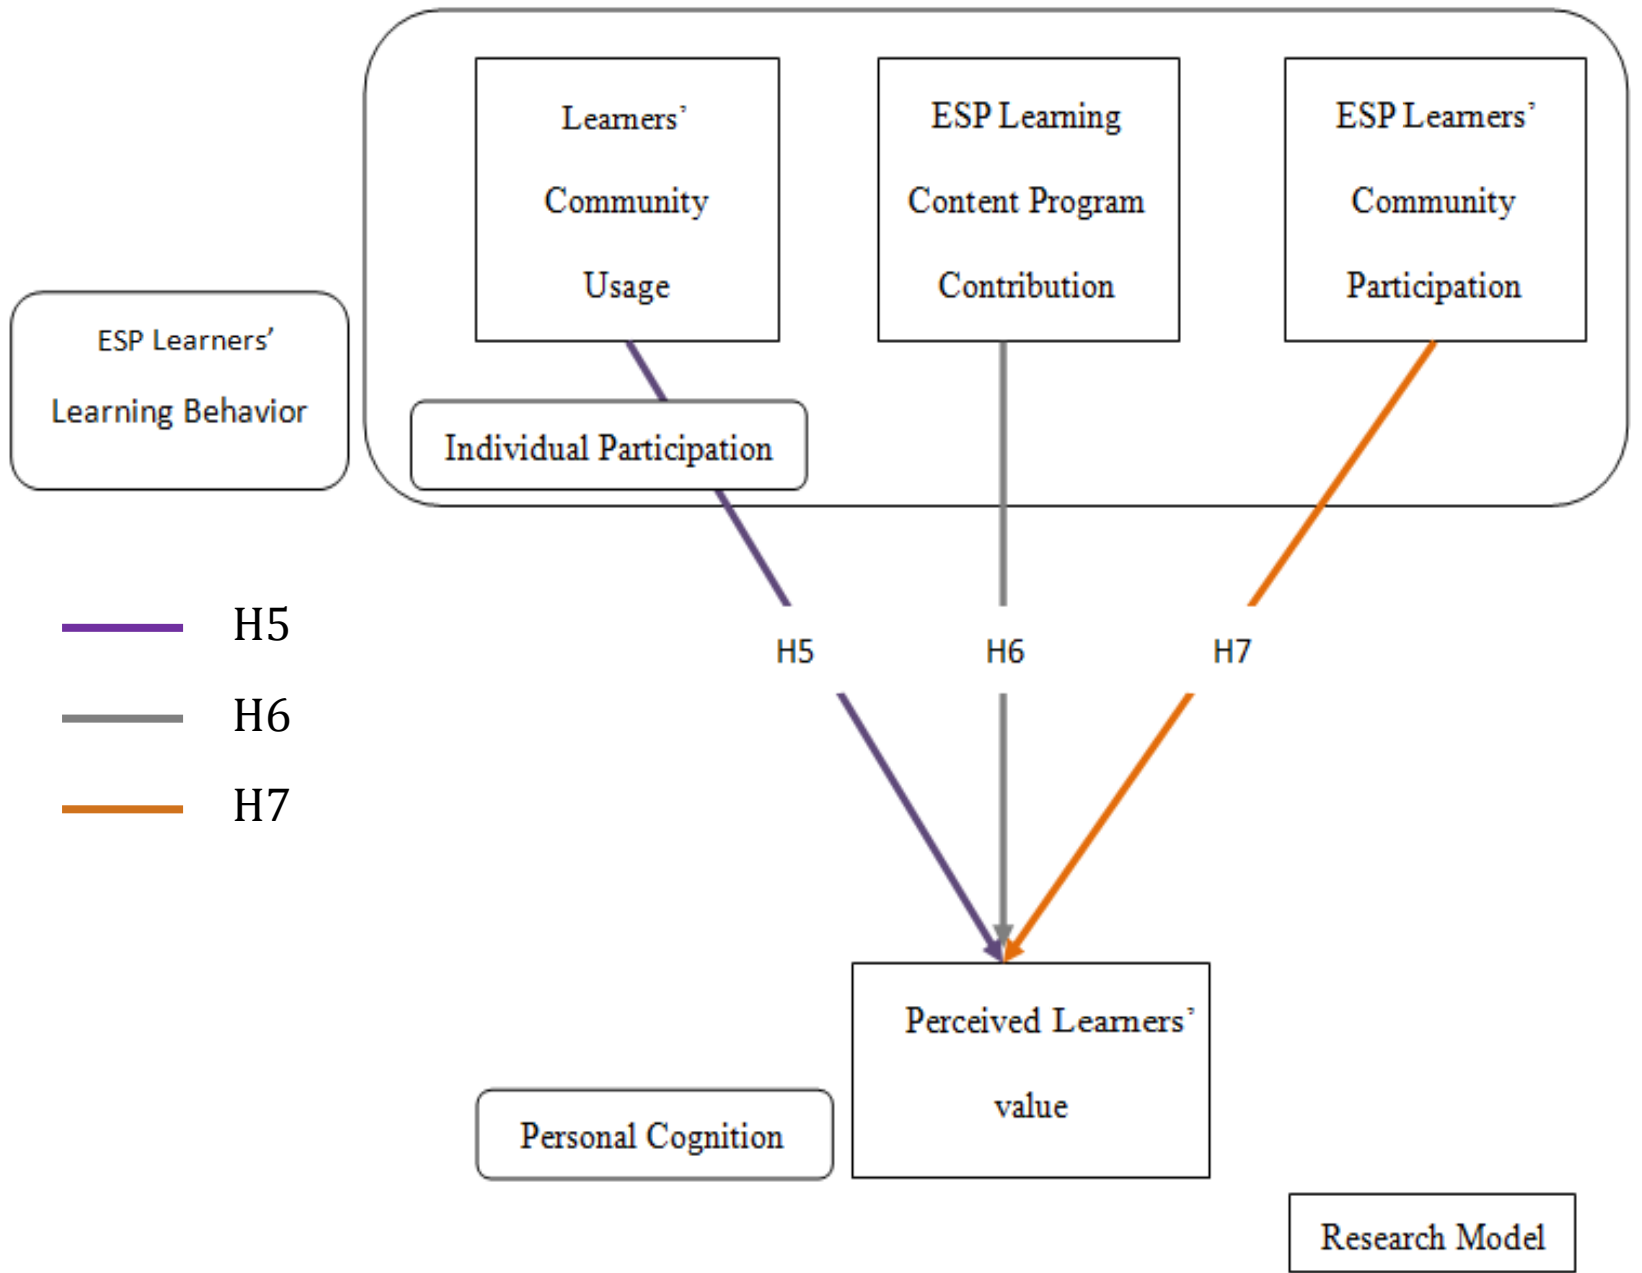 Learners’
Community
Usage
ESP Learning
Content Program
Contribution
ESP Learners’
Community
Participation
ESP Learners’
Learning Behavior
Individual Participation
H5
H6
H7
H5
H6
H7
Perceived Learners’
value
Personal Cognition
Research Model